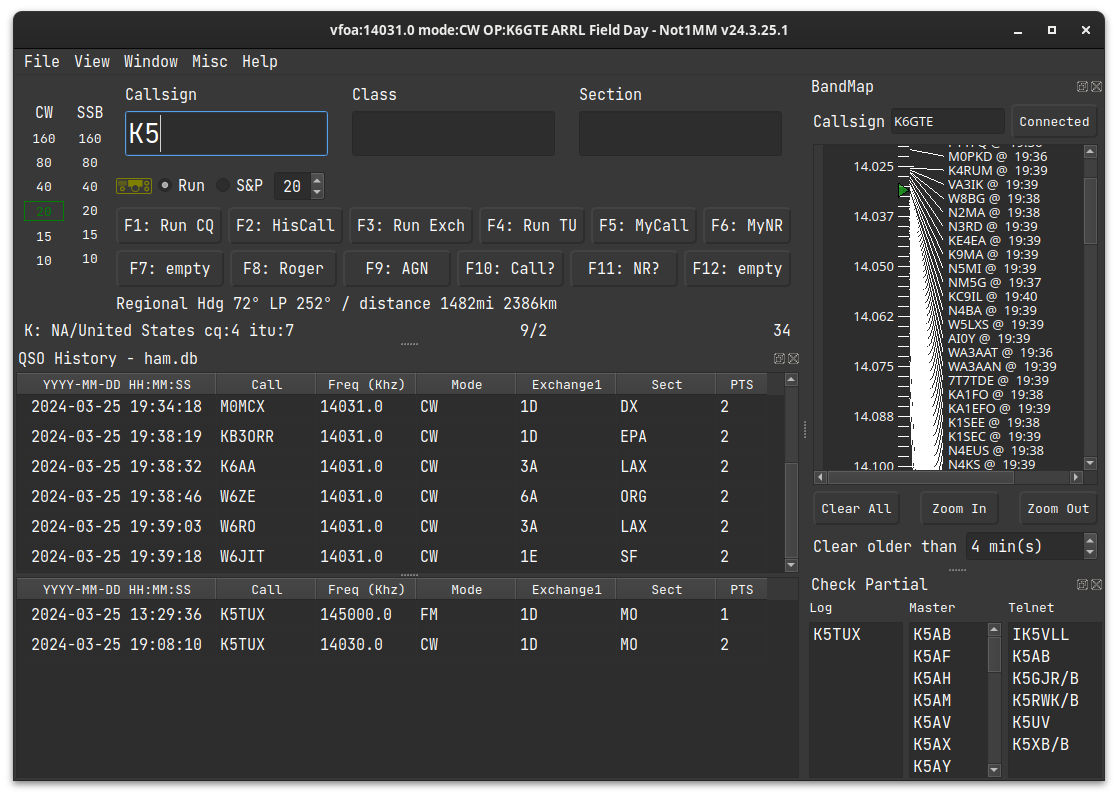 vfoa:14031.0 mode:CW OP:K6GTE ARRL Field Day - Not1MM v24.3.25.1
File View Window Misc Help
Callsign Class Section
CW SSB
160 160
80 80
40 40
20 20
15 15
10 10
K5
Run S&P 20
F1: Run CQ F2: HisCall F3: Run Exch F4: Run TU F5: MyCall F6: MyNR
F7: empty F8: Roger F9: AGN F10: Call? F11: NR? F12: empty
Regional Hdg 72° LP 252° / distance 1482mi 2386km
K: NA/United States cq:4 itu:7 9/2 34
QSO History - ham.db
YYYY-MM-DD HH:MM:SS Call Freq (Khz) Mode Exchange1 Sect PTS
2024-03-25 19:34:18 M0MCX 14031.0 CW 1D DX 2
2024-03-25 19:38:19 KB3ORR 14031.0 CW 1D EPA 2
2024-03-25 19:38:32 K6AA 14031.0 CW 3A LAX 2
2024-03-25 19:38:46 W6ZE 14031.0 CW 6A ORG 2
2024-03-25 19:39:03 W6RO 14031.0 CW 3A LAX 2
2024-03-25 19:39:18 W6JIT 14031.0 CW 1E SF 2
YYYY-MM-DD HH:MM:SS Call Freq (Khz) Mode Exchange1 Sect PTS
2024-03-25 13:29:36 K5TUX 145000.0 FM 1D MO 1
2024-03-25 19:08:10 K5TUX 14030.0 CW 1D MO 2
BandMap
Callsign K6GTE Connected
14.025
14.037
14.050
14.062
14.075
14.088
14.100
M0PKD @ 19:36
K4RUM @ 19:39
VA3IK @ 19:39
W8BG @ 19:38
N2MA @ 19:38
N3RD @ 19:39
KE4EA @ 19:39
K9MA @ 19:39
N5MI @ 19:39
NM5G @ 19:37
KC9IL @ 19:40
N4BA @ 19:39
W5LXS @ 19:39
AI0Y @ 19:39
WA3AAT @ 19:36
WA3AAN @ 19:39
7T7TDE @ 19:39
KA1FO @ 19:38
KA1EFO @ 19:39
K1SEE @ 19:38
K1SEC @ 19:39
N4EUS @ 19:38
N4KS @ 19:39
Clear All Zoom In Zoom Out
Clear older than 4 min(s)
Check Partial
Log Master Telnet
K5TUX K5AB IK5VLL
K5AF K5AB
K5AH K5GJR/B
K5AM K5RWK/B
K5AV K5UV
K5AX K5XB/B
K5AY